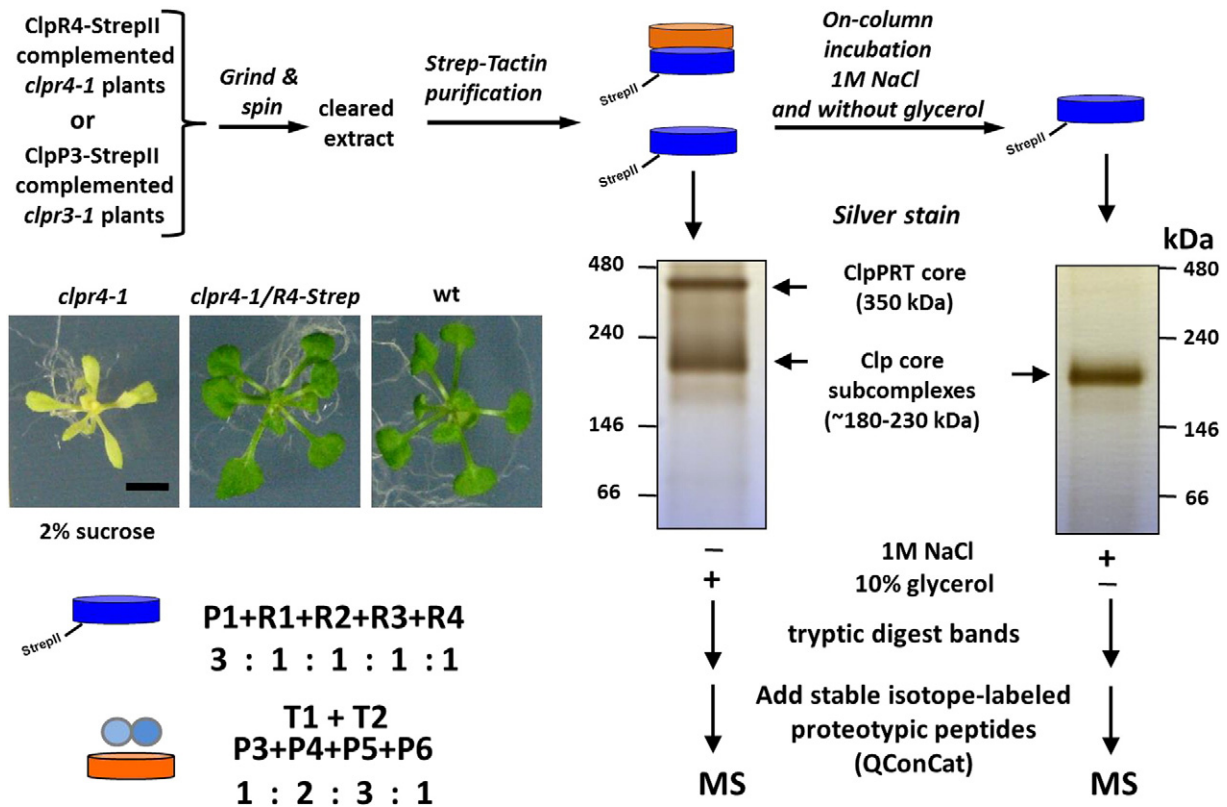 ClpR4-StrepII
complemented
clpr4-1 plants
or
ClpP3-StrepII
complemented
clpr3-1 plants
Grind &
spin
cleared
extract
Strep-Tactin
purification
StrepII
StrepII
On-column
incubation
1M NaCl
and without glycerol
StrepII
Silver stain
kDa
480
240
146
66
ClpPRT core
(350 kDa)
Clp core
subcomplexes
(~180-230 kDa)
480
240
146
66
clpr4-1
clpr4-1/R4-Strep
wt
2% sucrose
– 1M NaCl +
+ 10% glycerol –
tryptic digest bands
Add stable isotope-labeled
proteotypic peptides
(QConCat)
MS
MS
StrepII
P1+R1+R2+R3+R4
3 : 1 : 1 : 1 : 1
T1 + T2
P3+P4+P5+P6
1 : 2 : 3 : 1